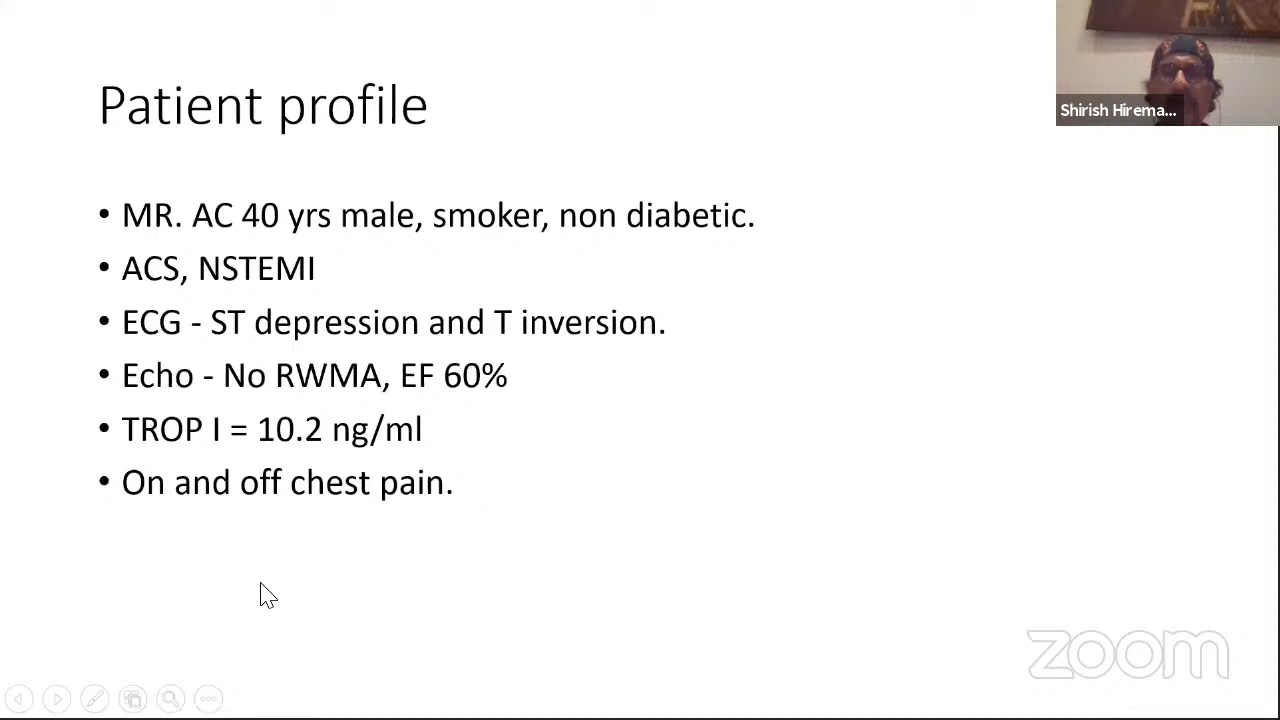 Patient profile
Shirish Hirema...
• MR. AC 40 yrs male, smoker, non diabetic.
• ACS, NSTEMI
• ECG - ST depression and T inversion.
• Echo - No RWMA, EF 60%
• TROP I = 10.2 ng/ml
• On and off chest pain.
zoom